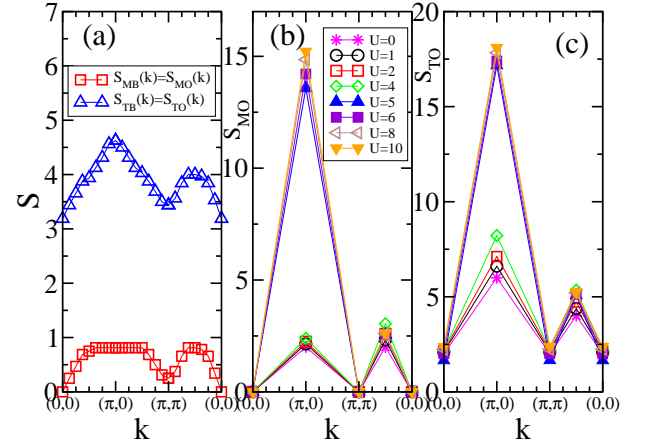 (a)
S_MB(k)=S_MO(k)
S_TB(k)=S_TO(k)
S
7
6
5
4
3
2
1
0
(0,0) (π,0) (π,π) (0,0)
k
(b)
S_MO
15
10
5
0
U=0
U=1
U=2
U=4
U=5
U=6
U=8
U=10
(0,0) (π,0) (π,π) (0,0)
k
(c)
S_TO
20
15
10
5
0
(0,0) (π,0) (π,π) (0,0)
k